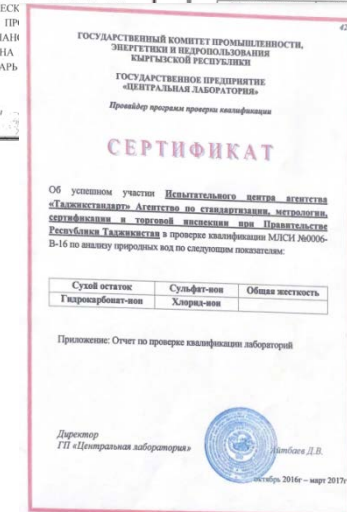 42
ГОСУДАРСТВЕННЫЙ КОМИТЕТ ПРОМЫШЛЕННОСТИ,
ЭНЕРГЕТИКИ И НЕДРОПОЛЬЗОВАНИЯ
КЫРГЫЗСКОЙ РЕСПУБЛИКИ
ГОСУДАРСТВЕННОЕ ПРЕДПРИЯТИЕ
«ЦЕНТРАЛЬНАЯ ЛАБОРАТОРИЯ»
Провайдер программ проверки квалификации
СЕРТИФИКАТ
Об успешном участии Испытательного центра агентства
«Таджикстандарт» Агентство по стандартизации, метрологии,
сертификации и торговой инспекции при Правительстве
Республики Таджикистан в проверке квалификации МЛСИ №0006-
В-16 по анализу природных вод по следующим показателям:
Сухой остаток Сульфат-ион Общая жесткость
Гидрокарбонат-ион Хлорид-ион
Приложение: Отчет по проверке квалификации лабораторий
Директор
ГП «Центральная лаборатория» Айтбаев Д.В.
октябрь 2016г – март 2017г